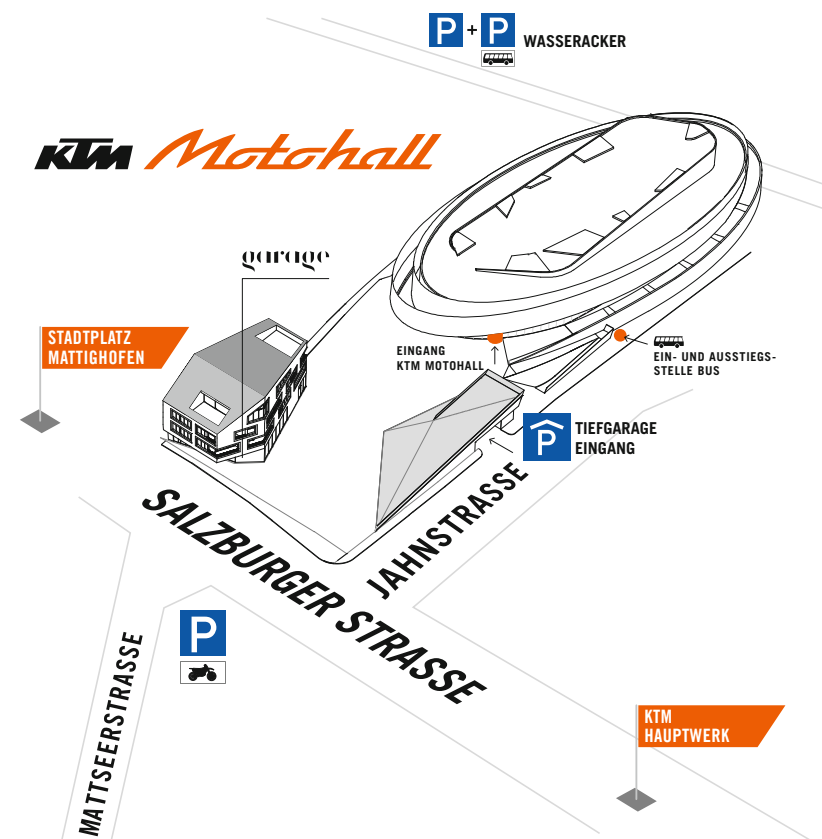 P + P WASSERACKER
KTM Motohall
garage
STADTPLATZ
MATTIGHOFEN
EINGANG
KTM MOTOHALL
EIN- UND AUSSTIEGS-
STELLE BUS
P
TIEFGARAGE
EINGANG
JAHNSTRASSE
SALZBURGER STRASSE
P
MATTSEERSTRASSE
KTM
HAUPTWERK